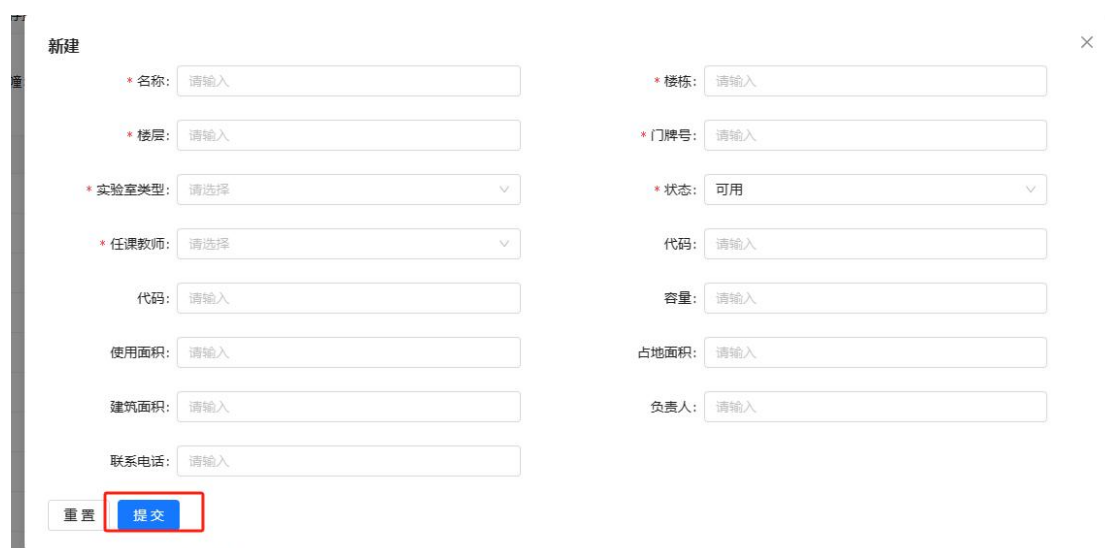 新建
* 名称: 请输入 * 楼栋: 请输入
* 楼层: 请输入 * 门牌号: 请输入
* 实验室类型: 请选择 * 状态: 可用
* 任课教师: 请选择 代码: 请输入
代码: 请输入 容量: 请输入
使用面积: 请输入 占地面积: 请输入
建筑面积: 请输入 负责人: 请输入
联系电话: 请输入
重置 提交